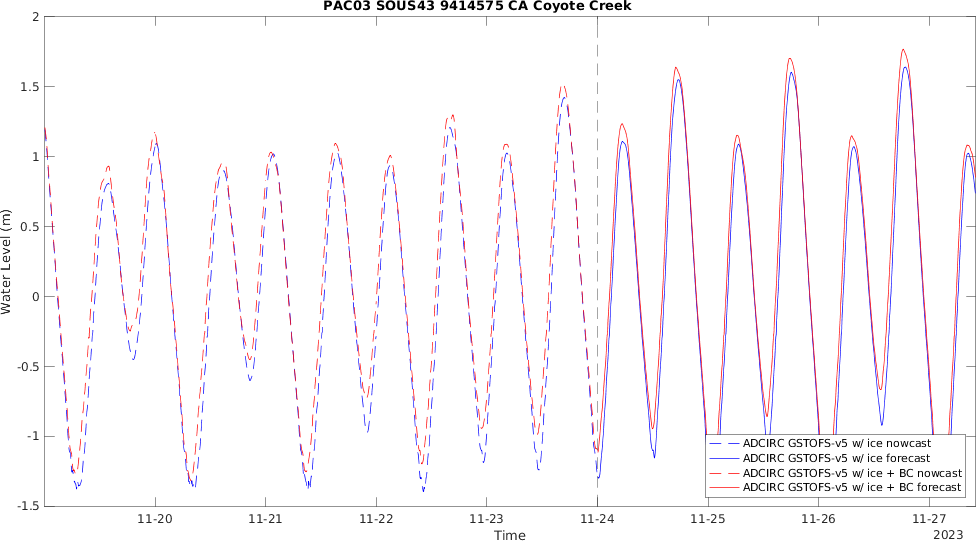 PAC03 SOUS43 9414575 CA Coyote Creek
2
1.5
1
0.5
0
-0.5
-1
-1.5
Water Level (m)
11-20
11-21
11-22
11-23
11-24
11-25
11-26
11-27
Time
2023
ADCIRC GSTOFS-v5 w/ ice nowcast
ADCIRC GSTOFS-v5 w/ ice forecast
ADCIRC GSTOFS-v5 w/ ice + BC nowcast
ADCIRC GSTOFS-v5 w/ ice + BC forecast